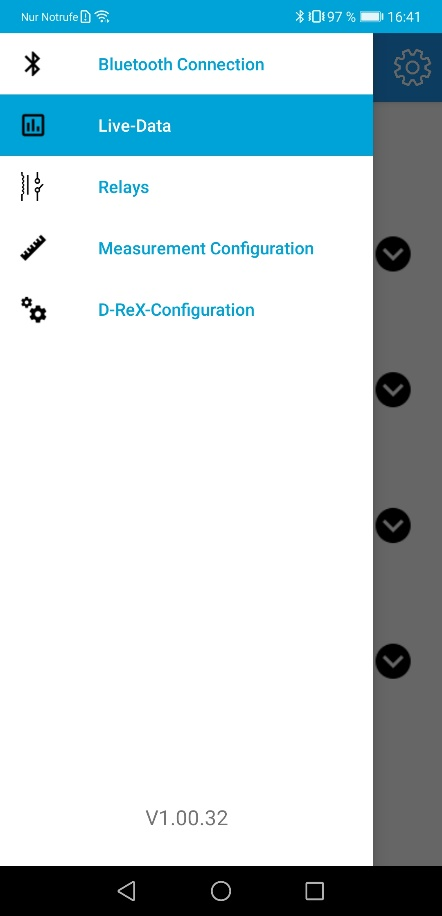 Nur Notrufe 97 % 16:41
Bluetooth Connection
Live-Data
Relays
Measurement Configuration
D-ReX-Configuration
V1.00.32